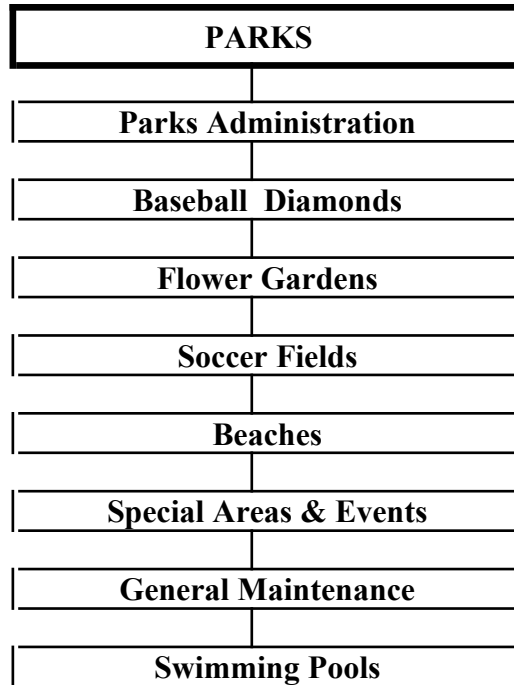 PARKS
Parks Administration
Baseball  Diamonds
Flower Gardens
Soccer Fields
Beaches
Special Areas & Events
General Maintenance
Swimming Pools